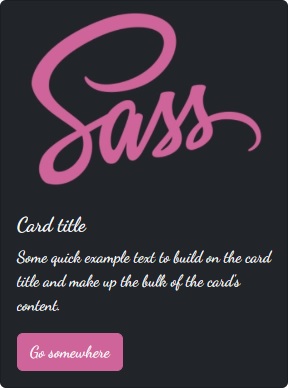 Sass
Card title
Some quick example text to build on the card
title and make up the bulk of the card's
content.
Go somewhere